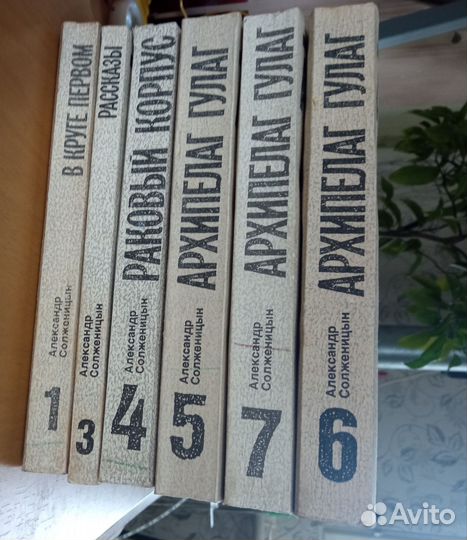 1
Александр
Солженицын
В КРУГЕ ПЕРВОМ
3
Александр
Солженицын
РАССКАЗЫ
4
Александр
Солженицын
РАКОВЫЙ КОРПУС
5
Александр
Солженицын
АРХИПЕЛАГ ГУЛАГ
7
Александр
Солженицын
АРХИПЕЛАГ ГУЛАГ
6
Александр
Солженицын
АРХИПЕЛАГ ГУЛАГ
Avito